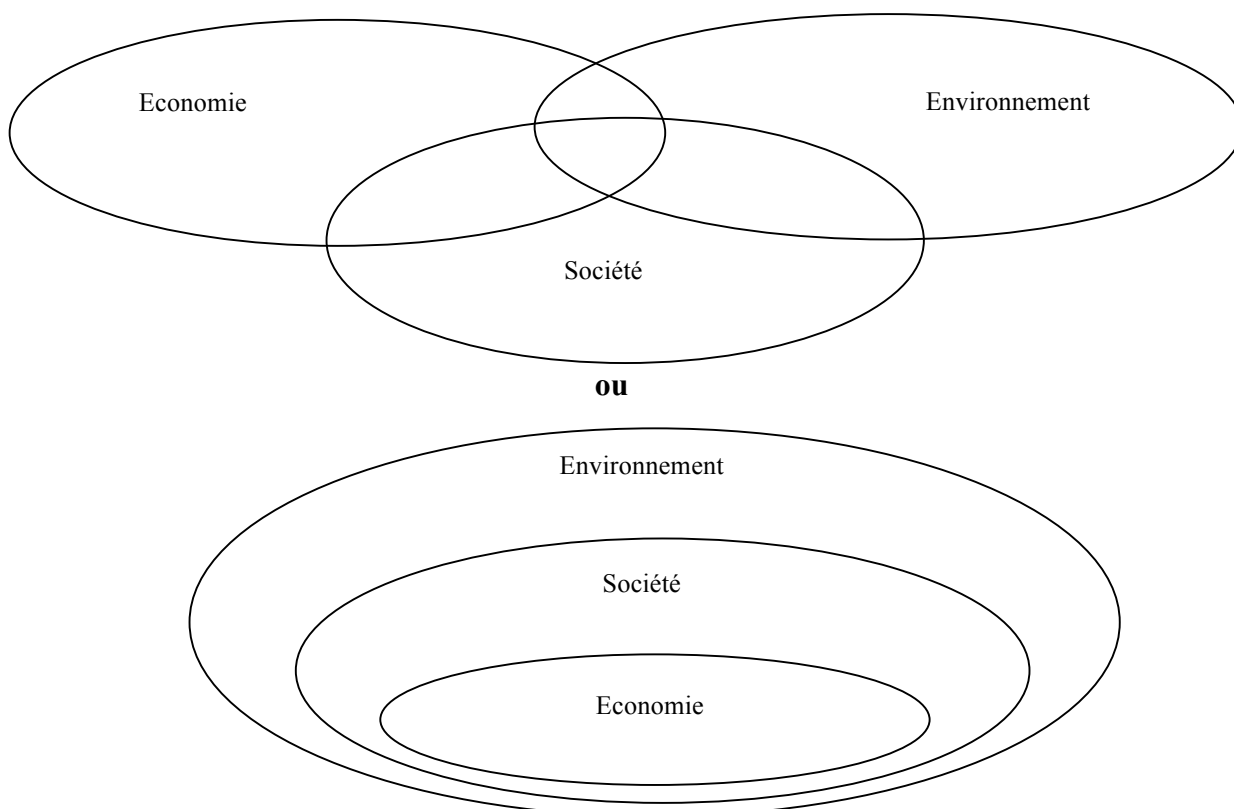 Economie
Environnement
Société
ou
Environnement
Société
Economie